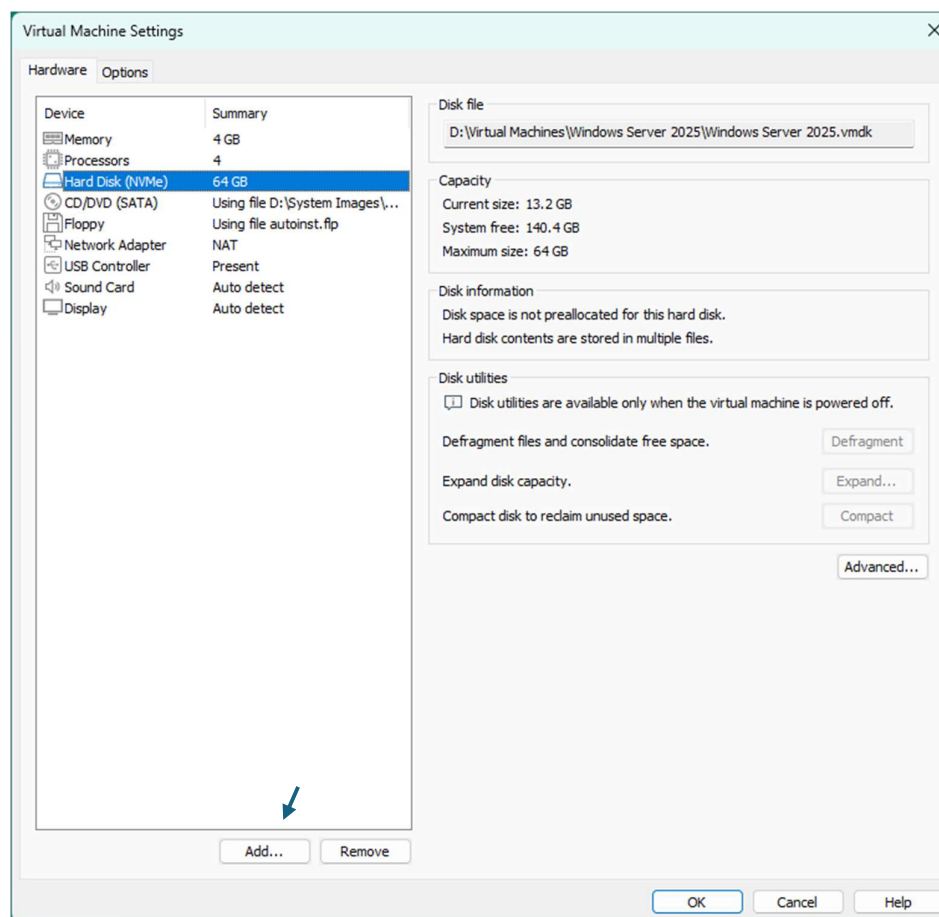 Virtual Machine Settings
Hardware Options
Device Summary
Memory 4 GB
Processors 4
Hard Disk (NVMe) 64 GB
CD/DVD (SATA) Using file D:\System Images\...
Floppy Using file autoinst.flp
Network Adapter NAT
USB Controller Present
Sound Card Auto detect
Display Auto detect
Add... Remove
Disk file
D:\Virtual Machines\Windows Server 2025\Windows Server 2025.vmdk
Capacity
Current size: 13.2 GB
System free: 140.4 GB
Maximum size: 64 GB
Disk information
Disk space is not preallocated for this hard disk.
Hard disk contents are stored in multiple files.
Disk utilities
Disk utilities are available only when the virtual machine is powered off.
Defragment files and consolidate free space. Defragment
Expand disk capacity. Expand...
Compact disk to reclaim unused space. Compact
Advanced...
OK Cancel Help